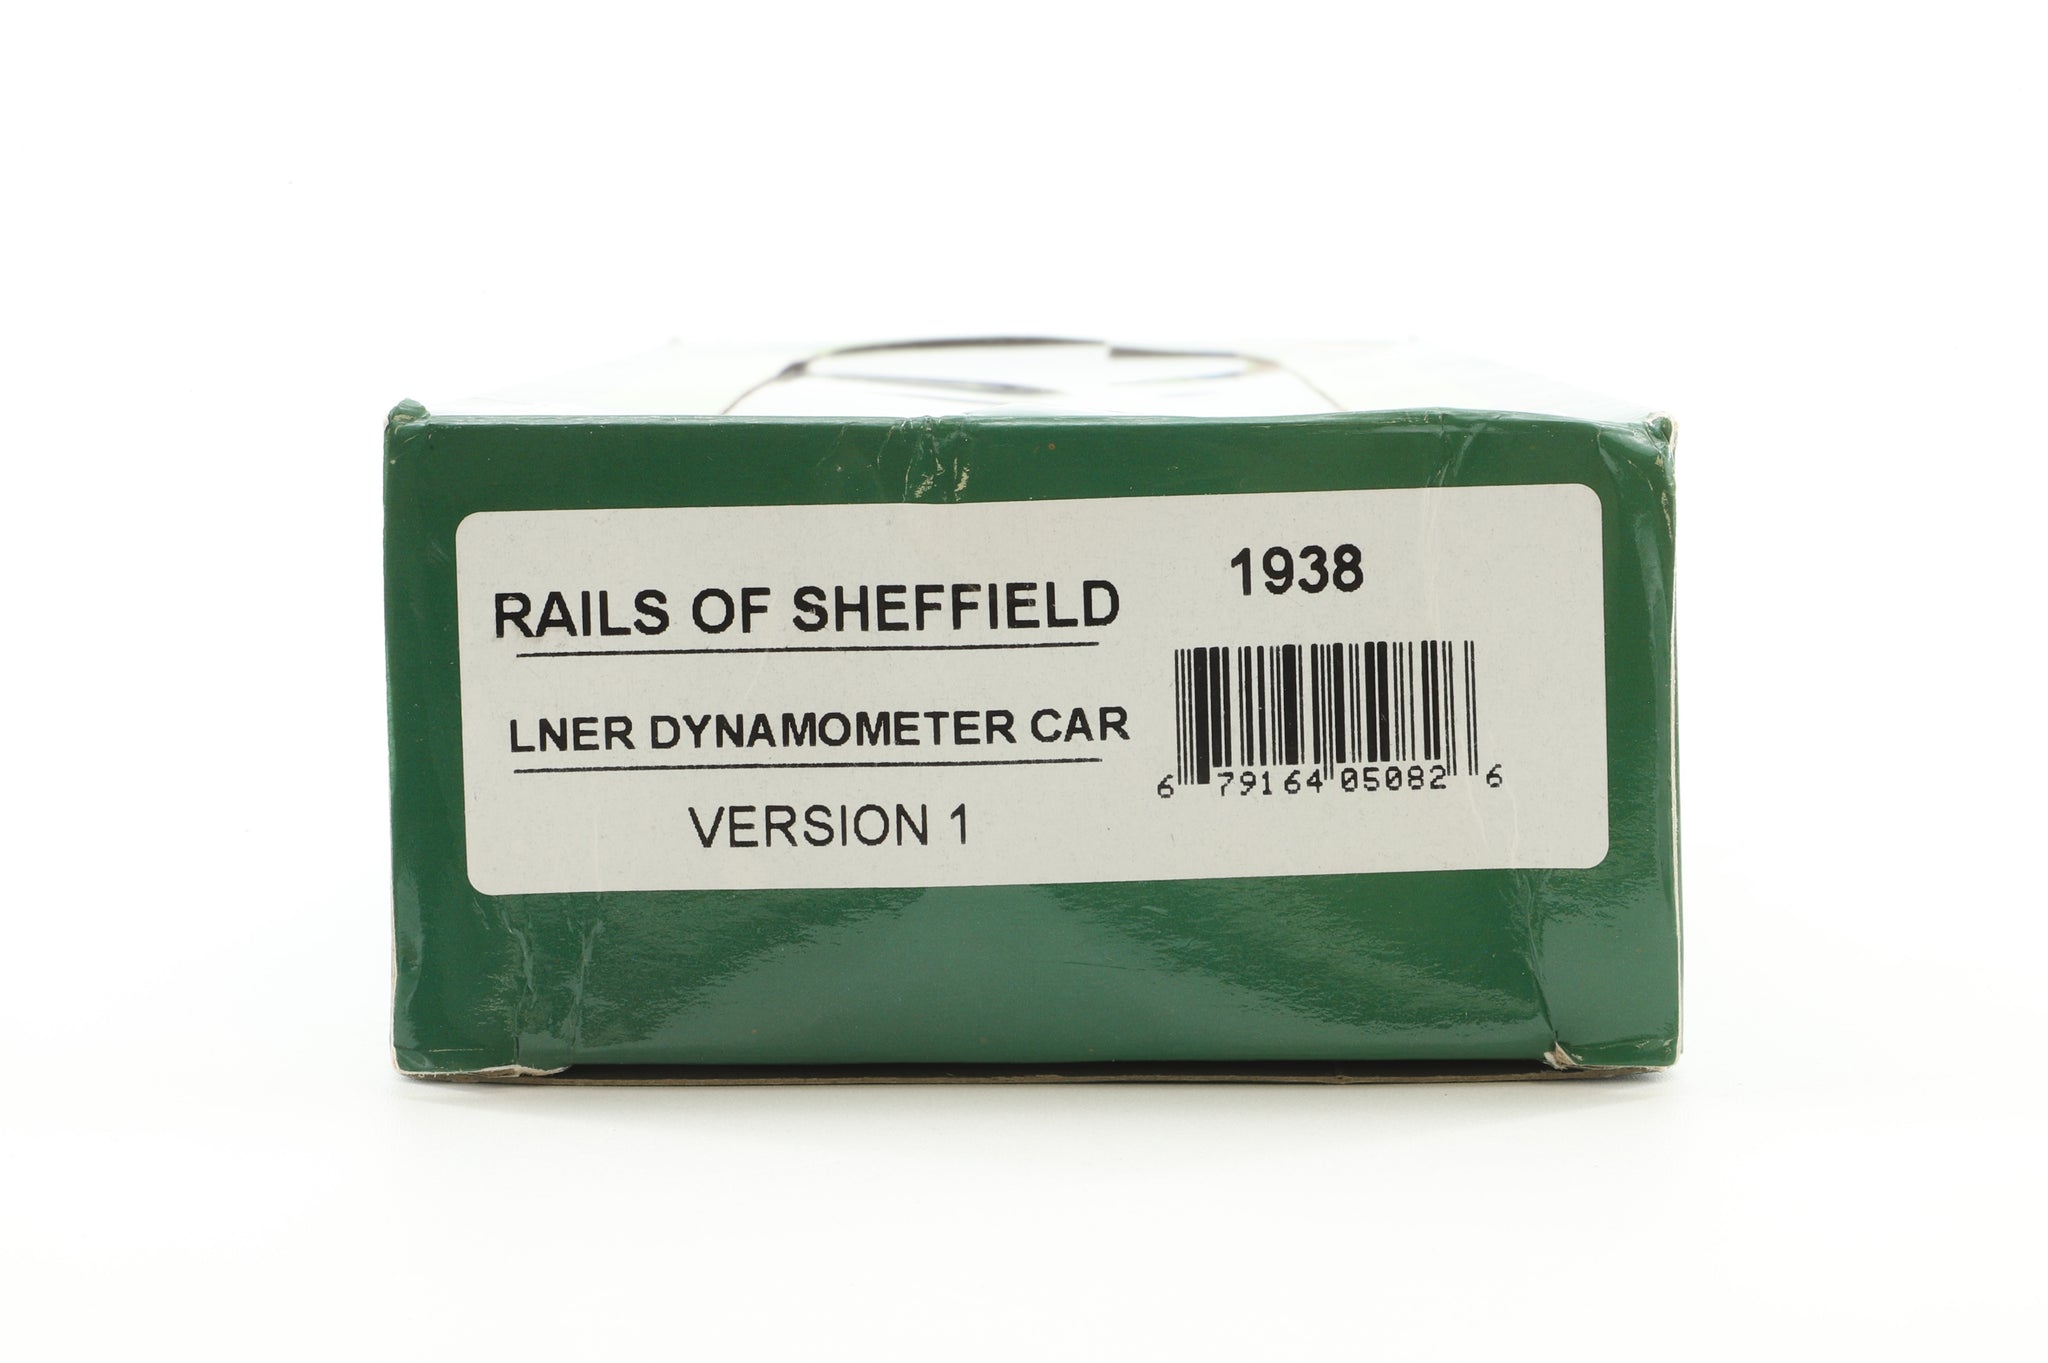 RAILS OF SHEFFIELD
LNER DYNAMOMETER CAR
VERSION 1
1938
6 79164 05082 6